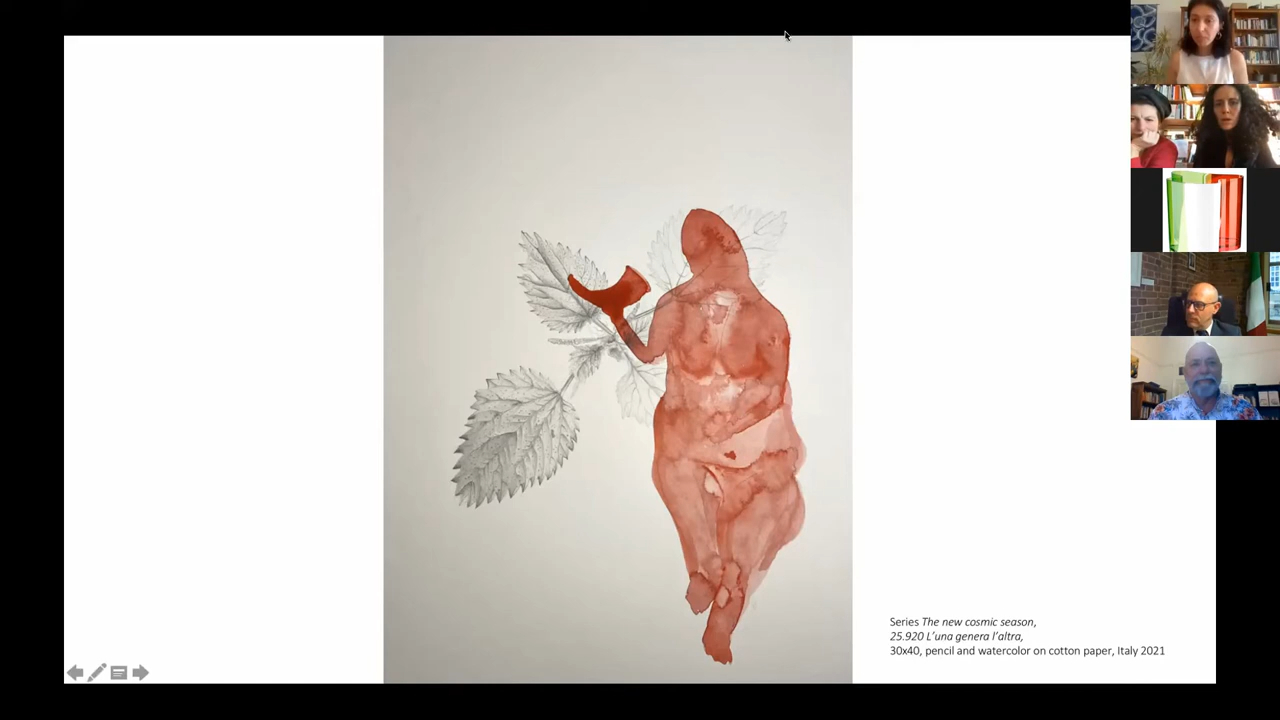 Series The new cosmic season,
25.920 L'una genera l'altra,
30x40, pencil and watercolor on cotton paper, Italy 2021